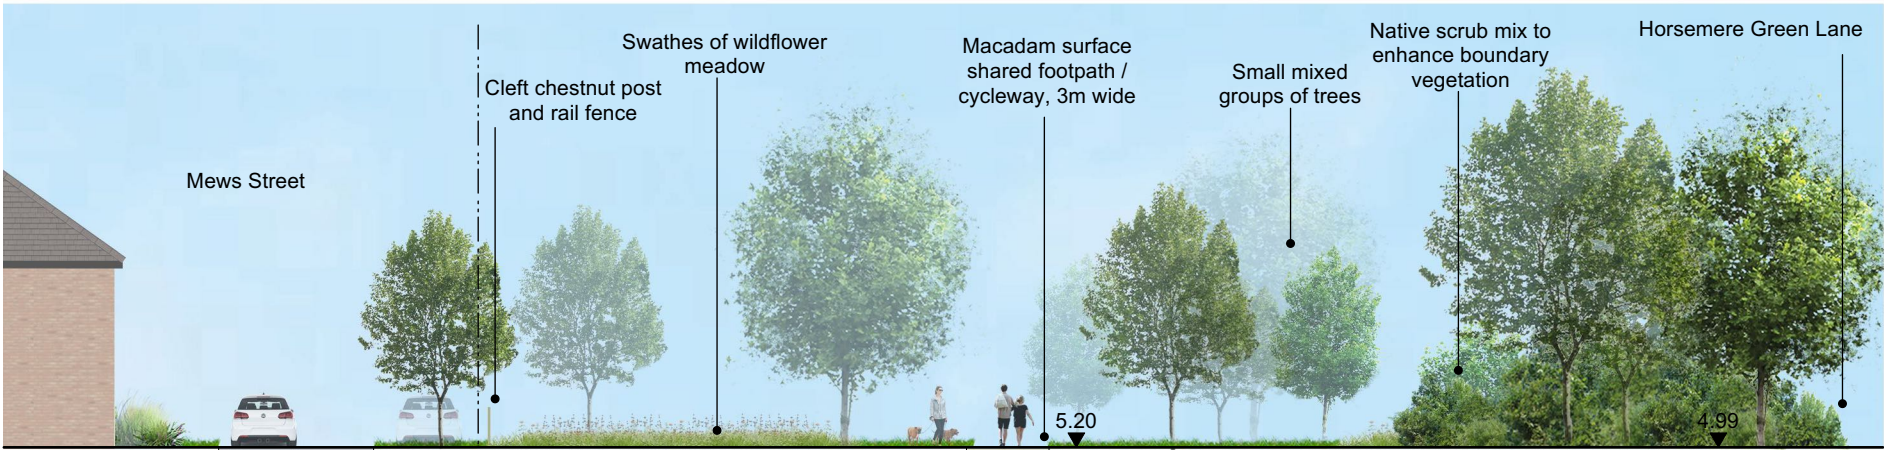 Mews Street
Cleft chestnut post
and rail fence
Swathes of wildflower
meadow
Macadam surface
shared footpath /
cycleway, 3m wide
Small mixed
groups of trees
Native scrub mix to
enhance boundary
vegetation
Horsemere Green Lane
5.20
4.99